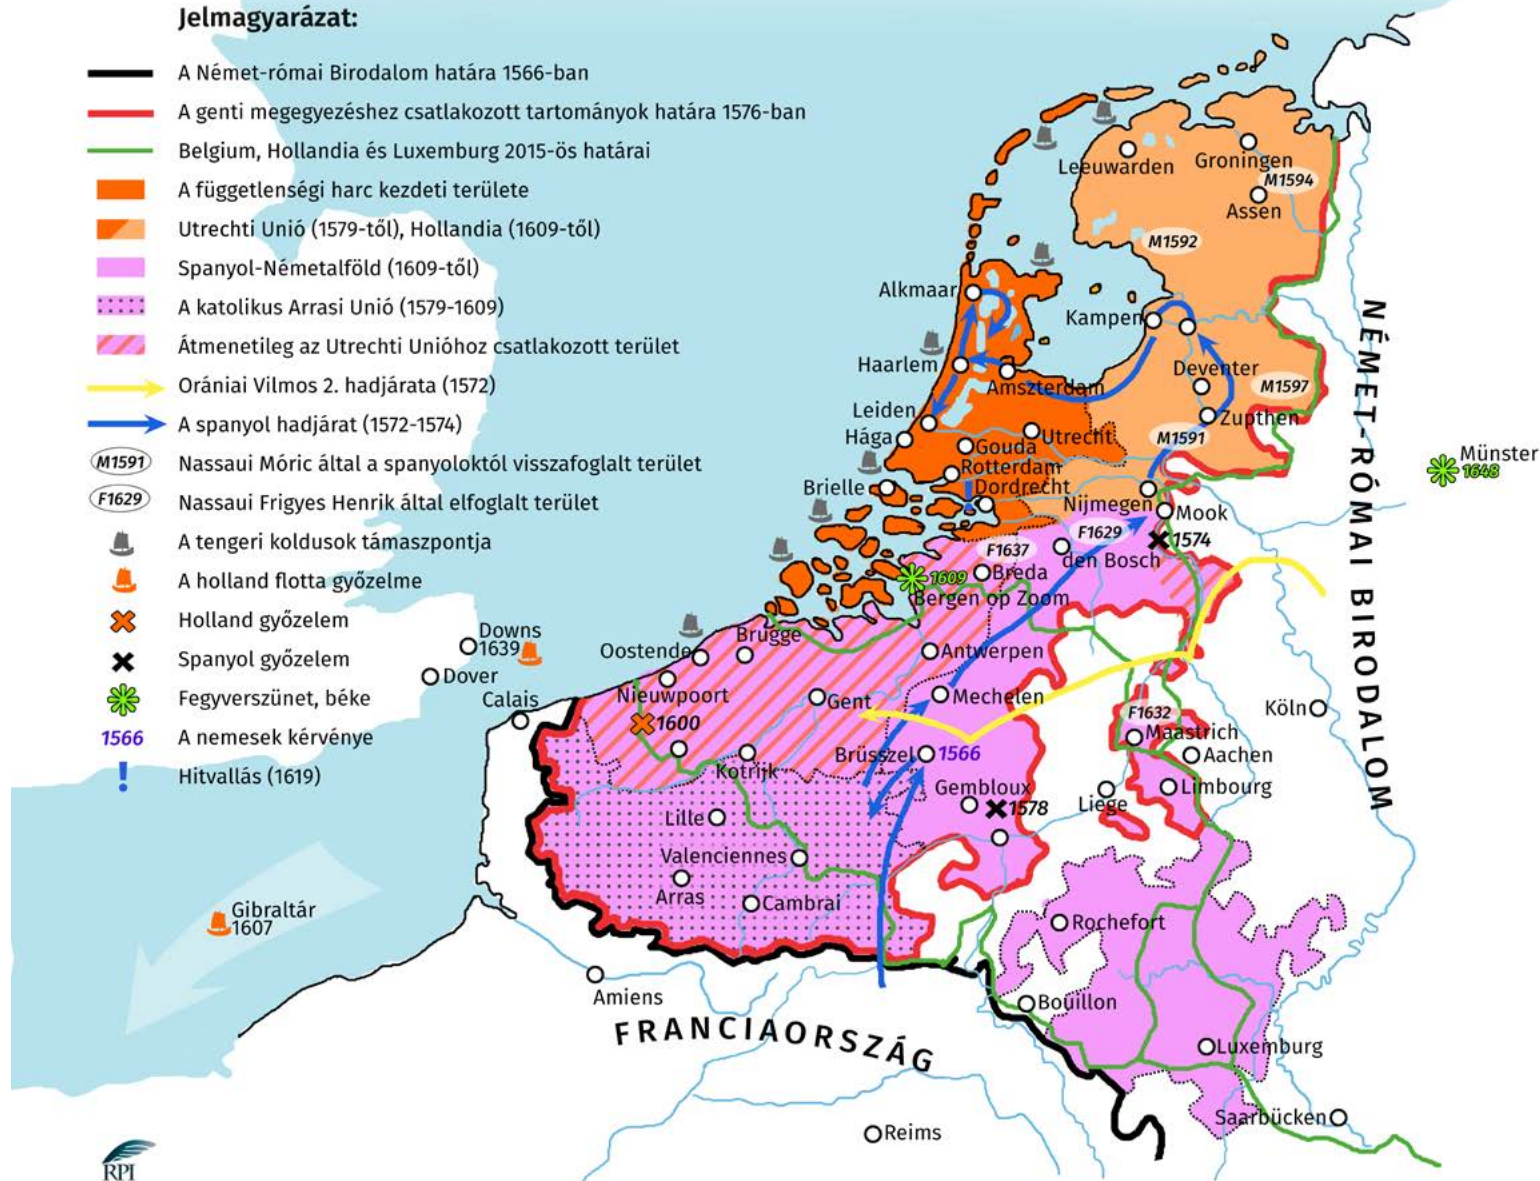 Jelmagyarázat:
A Német-római Birodalom határa 1566-ban
A genti megegyezéshez csatlakozott tartományok határa 1576-ban
Belgium, Hollandia és Luxemburg 2015-ös határai
A függetlenségi harc kezdeti területe
Utrechti Unió (1579-től), Hollandia (1609-től)
Spanyol-Németalföld (1609-től)
A katolikus Arrasi Unió (1579-1609)
Átmenetileg az Utrechti Unióhoz csatlakozott terület
Orániai Vilmos 2. hadjárata (1572)
A spanyol hadjárat (1572-1574)
M1591 Nassaui Móric által a spanyoloktól visszafoglalt terület
F1629 Nassaui Frigyes Henrik által elfoglalt terület
A tengeri koldusok támaszpontja
A holland flotta győzelme
Holland győzelem
Spanyol győzelem
Fegyverszünet, béke
1566 A nemesek kérvénye
! Hitvallás (1619)
Leeuwarden
Groningen
M1594
Assen
M1592
Alkmaar
Kampen
Haarlem
Amszterdam
Deventer
M1597
Leiden
Zupthen
Hága
Gouda
Utrecht
M1591
Rotterdam
Brielle
!
Dordrecht
Nijmegen
Mook
Münster
1648
F1637
F1629
1574
den Bosch
1609
Breda
Bergen op Zoom
Downs
1639
Dover
Calais
Oostende
Brugge
Antwerpen
Nieuwpoort
Gent
Mechelen
1600
F1632
Maastrich
Köln
Kotrijk
Brüsszel
1566
Aachen
Gembloux
1578
Liege
Limbourg
Lille
Valenciennes
Arras
Cambrai
Gibraltár
1607
Rochefort
Amiens
Bouillon
Luxemburg
Saarbücken
Reims
FRANCIAORSZÁG
NÉMET-RÓMAI BIRODALOM
RPI